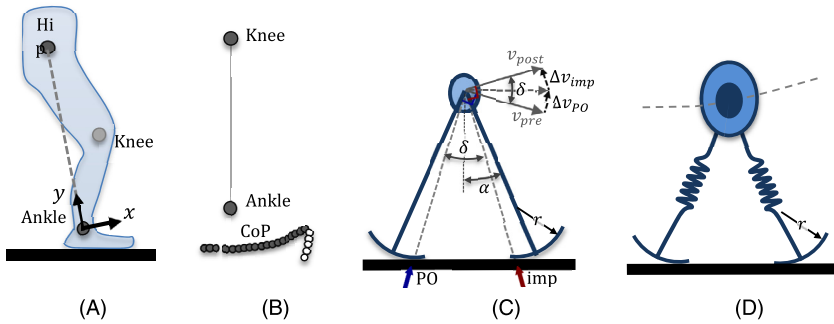 Hi
p
Knee
y
x
Ankle
(A)
Knee
Ankle
CoP
(B)
v_post
Δv_imp
δ
Δv_PO
v_pre
δ
α
r
PO
imp
(C)
r
(D)